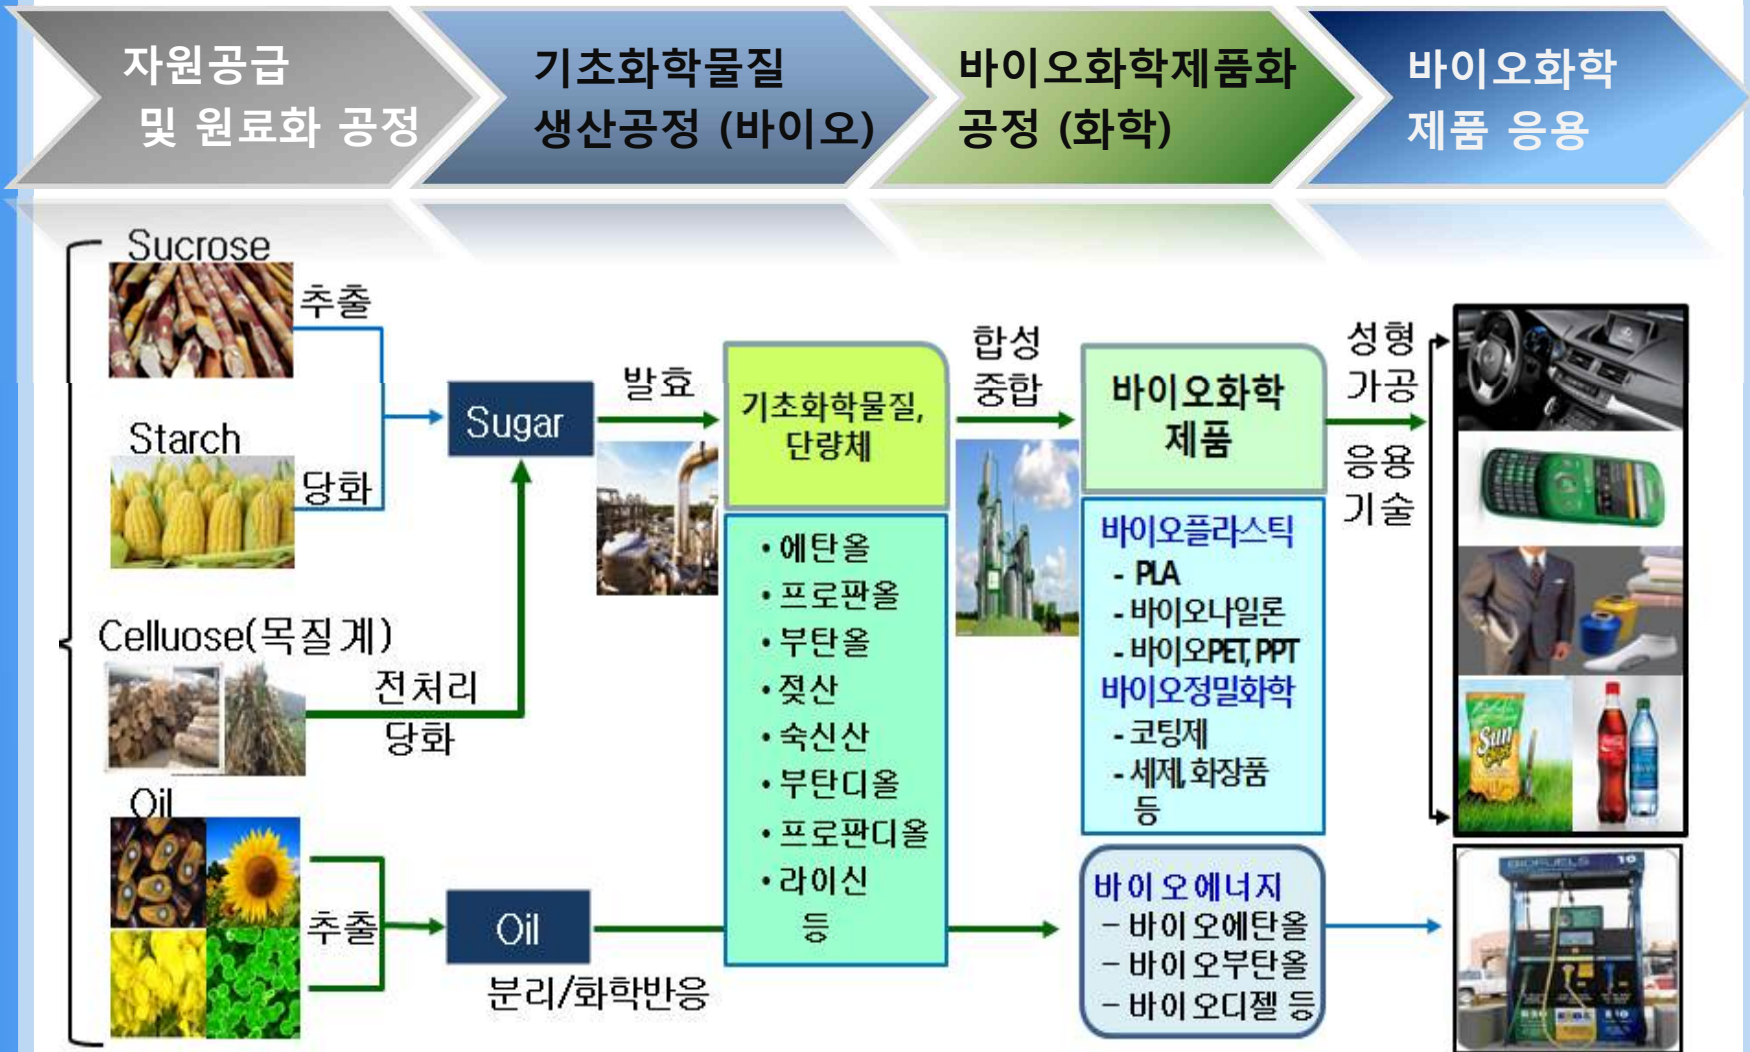 자원공급
및 원료화 공정
기초화학물질
생산공정 (바이오)
바이오화학제품화
공정 (화학)
바이오화학
제품 응용
Sucrose
추출
Starch
당화
Celluose(목질계)
전처리
당화
Oil
추출
Sugar
발효
Oil
분리/화학반응
기초화학물질,
단량체
• 에탄올
• 프로판올
• 부탄올
• 젖산
• 숙신산
• 부탄디올
• 프로판디올
• 라이신
등
합성
중합
바이오화학
제품
바이오플라스틱
- PLA
- 바이오나일론
- 바이오PET, PPT
바이오정밀화학
- 코팅제
- 세제, 화장품
등
바이오에너지
– 바이오에탄올
– 바이오부탄올
– 바이오디젤 등
성형
가공
응용
기술
Sun
BIOFUELS 10